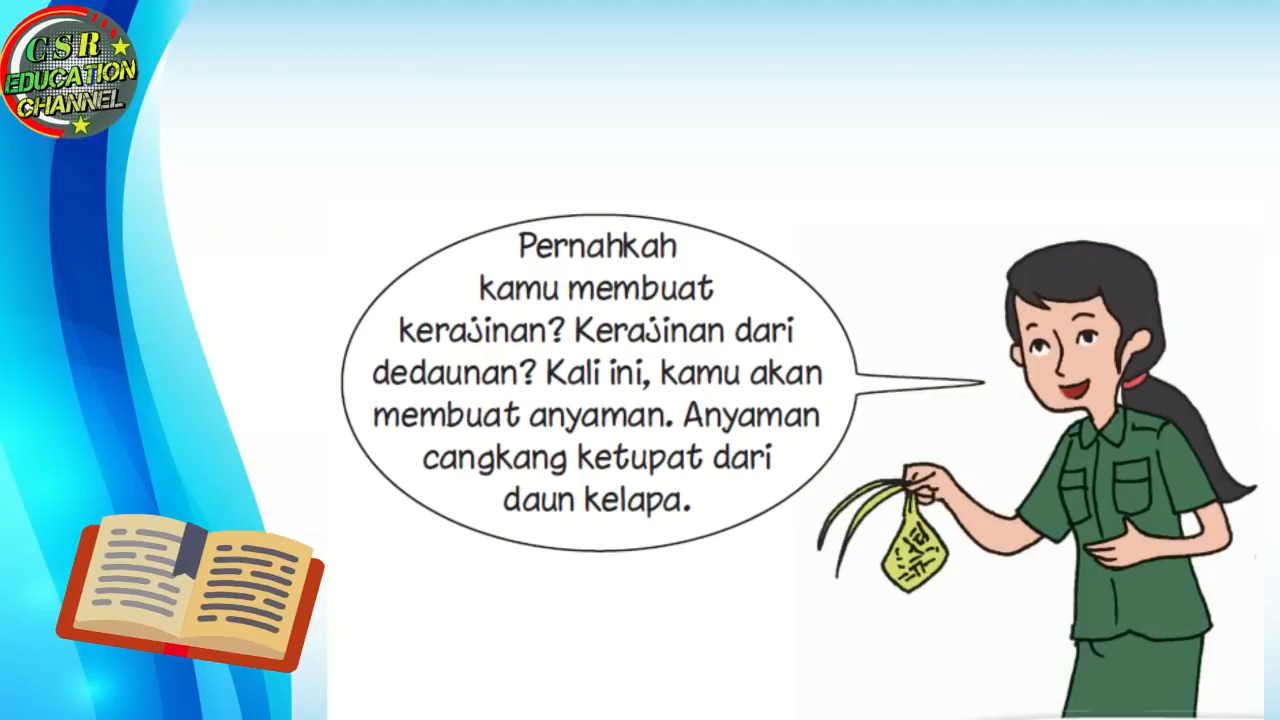 CSR
EDUCATION
CHANNEL
Pernahkah
kamu membuat
kerajinan? Kerajinan dari
dedaunan? Kali ini, kamu akan
membuat anyaman. Anyaman
cangkang ketupat dari
daun kelapa.